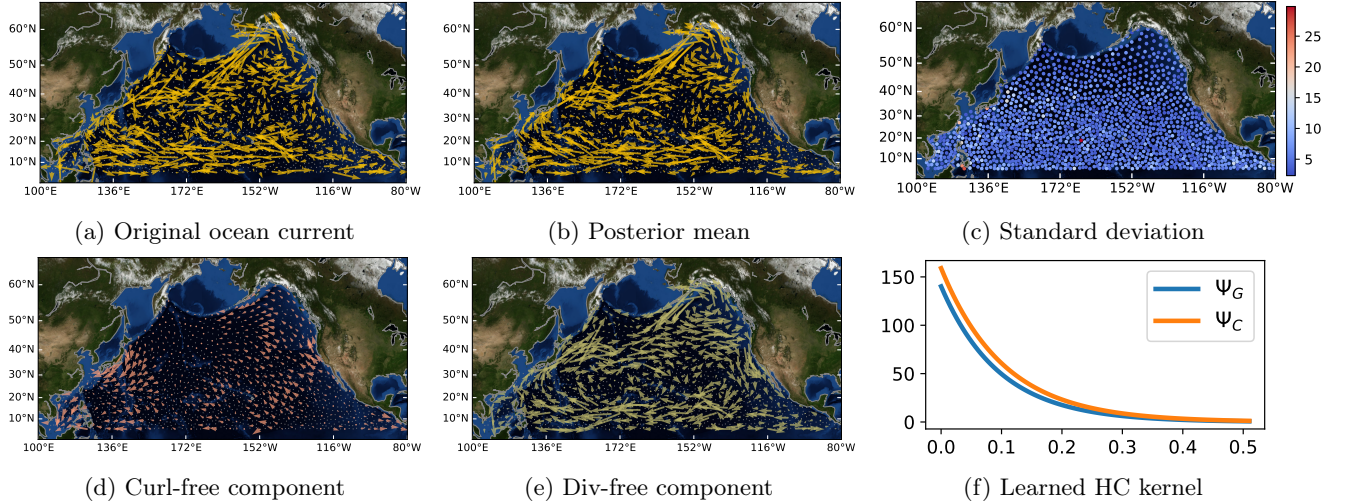 60°N
50°N
40°N
30°N
20°N
10°N
100°E 136°E 172°E 152°W 116°W 80°W
(a) Original ocean current
60°N
50°N
40°N
30°N
20°N
10°N
100°E 136°E 172°E 152°W 116°W 80°W
(b) Posterior mean
60°N
50°N
40°N
30°N
20°N
10°N
100°E 136°E 172°E 152°W 116°W 80°W
25
20
15
10
5
(c) Standard deviation
60°N
50°N
40°N
30°N
20°N
10°N
100°E 136°E 172°E 152°W 116°W 80°W
(d) Curl-free component
60°N
50°N
40°N
30°N
20°N
10°N
100°E 136°E 172°E 152°W 116°W 80°W
(e) Div-free component
150
100
50
0
0.0 0.1 0.2 0.3 0.4 0.5
Ψ_G
Ψ_C
(f) Learned HC kernel